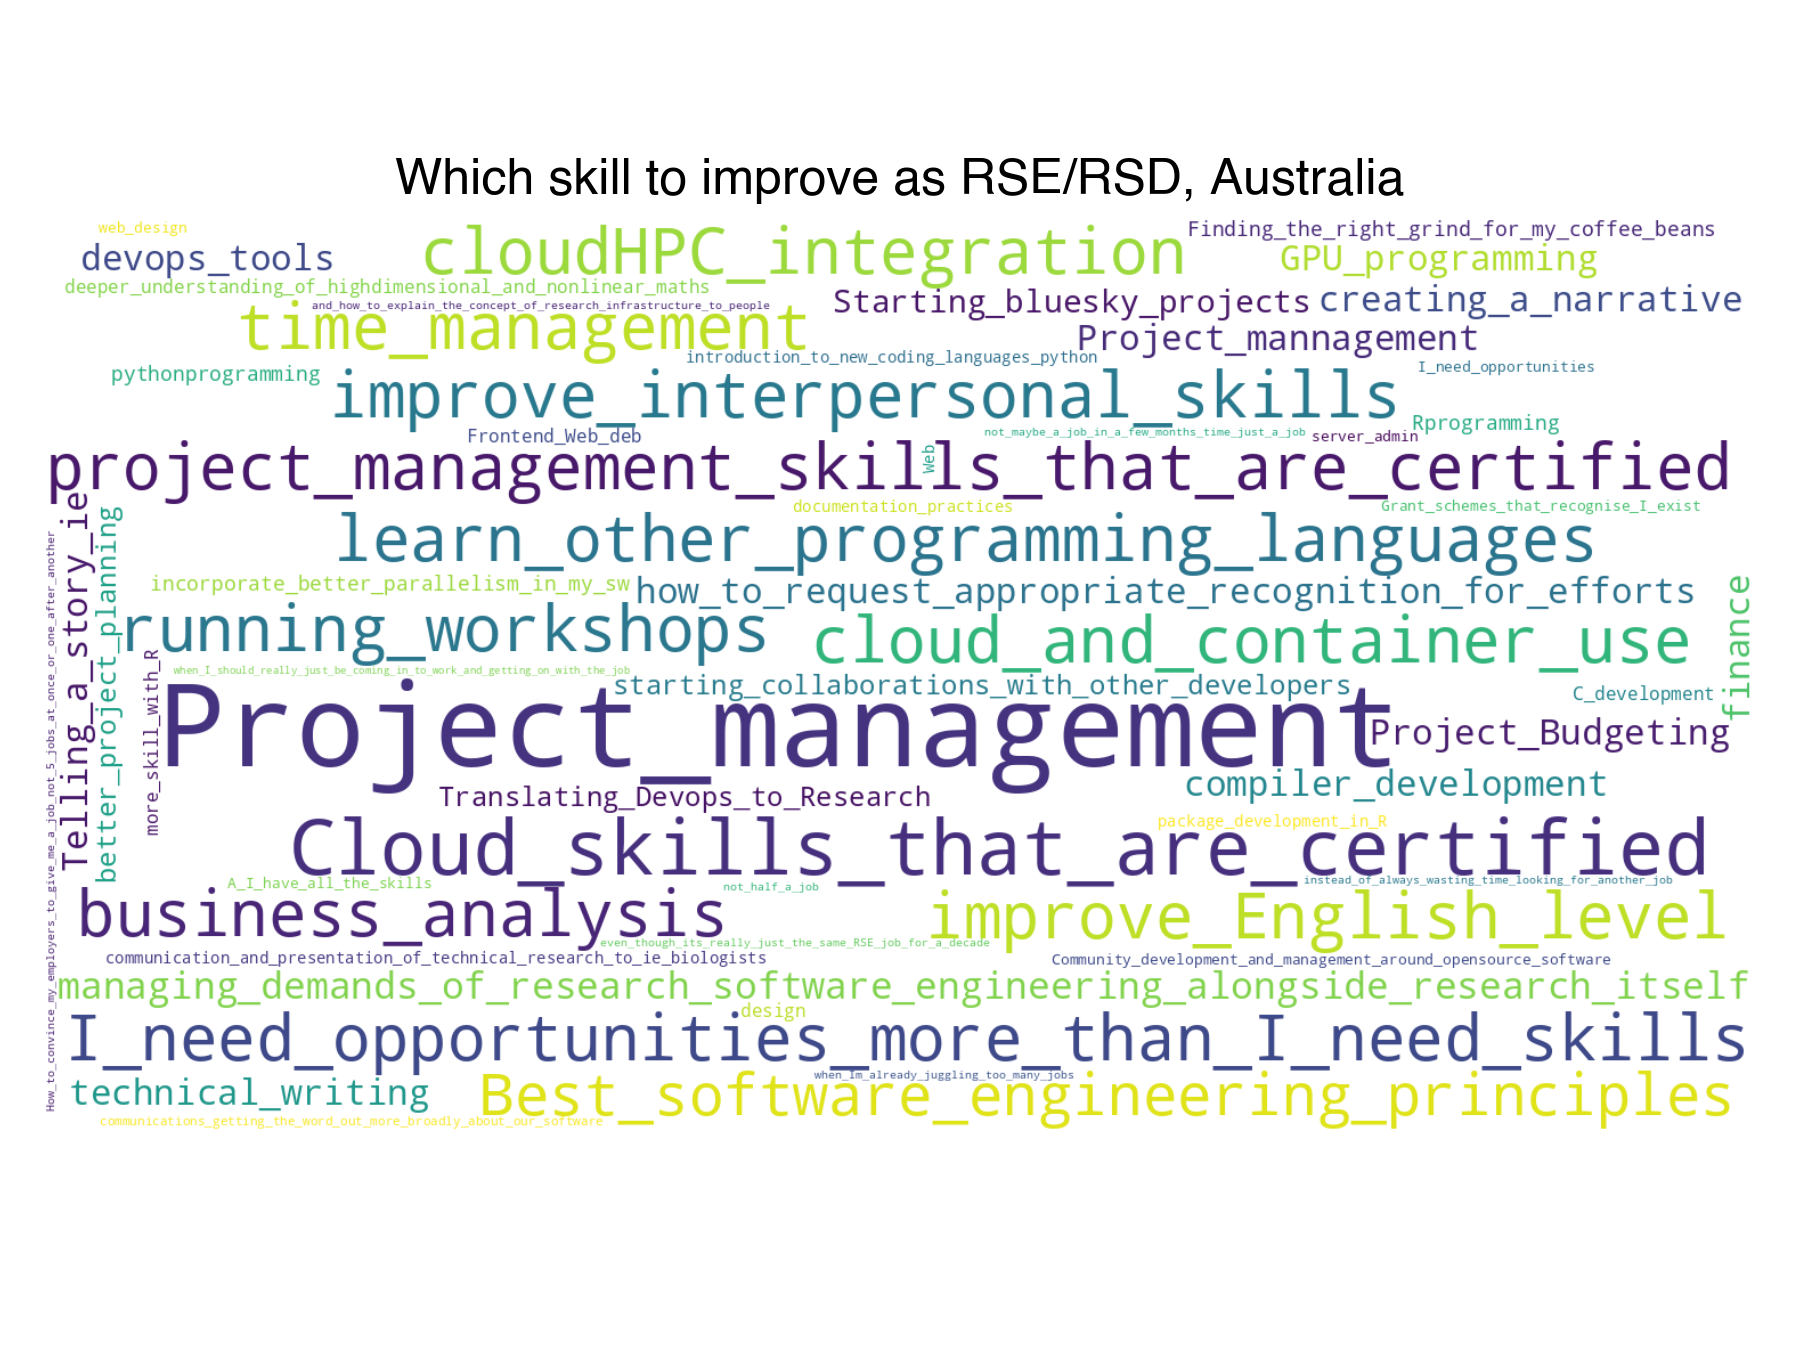 Which skill to improve as RSE/RSD, Australia
web_design
devops_tools
cloudHPC_integration
Finding_the_right_grind_for_my_coffee_beans
GPU_programming
deeper_understanding_of_highdimensional_and_nonlinear_maths
and_how_to_explain_the_concept_of_research_infrastructure_to_people
time_management
Starting_bluesky_projects
creating_a_narrative
Project_mannagement
introduction_to_new_coding_languages_python
I_need_opportunities
pythonprogramming
improve_interpersonal_skills
Rprogramming
Frontend_Web_deb
not_maybe_a_job_in_a_few_months_time_just_a_job
server_admin
project_management_skills_that_are_certified
Web
documentation_practices
Grant_schemes_that_recognise_I_exist
learn_other_programming_languages
How_to_convince_my_employers_to_give_me_a_job_not_5_jobs_at_once_or_one_after_another
Telling_a_story_ie
better_project_planning
incorporate_better_parallelism_in_my_sw
how_to_request_appropriate_recognition_for_efforts
finance
running_workshops
cloud_and_container_use
more_skill_with_R
when_I_should_really_just_be_coming_in_to_work_and_getting_on_with_the_job
starting_collaborations_with_other_developers
C_development
Project_management
Project_Budgeting
compiler_development
Translating_Devops_to_Research
package_development_in_R
Cloud_skills_that_are_certified
A_I_have_all_the_skills
not_half_a_job
instead_of_always_wasting_time_looking_for_another_job
business_analysis
improve_English_level
even_though_its_really_just_the_same_RSE_job_for_a_decade
communication_and_presentation_of_technical_research_to_ie_biologists
Community_development_and_management_around_opensource_software
managing_demands_of_research_software_engineering_alongside_research_itself
design
I_need_opportunities_more_than_I_need_skills
when_Im_already_juggling_too_many_jobs
technical_writing
Best_software_engineering_principles
communications_getting_the_word_out_more_broadly_about_our_software